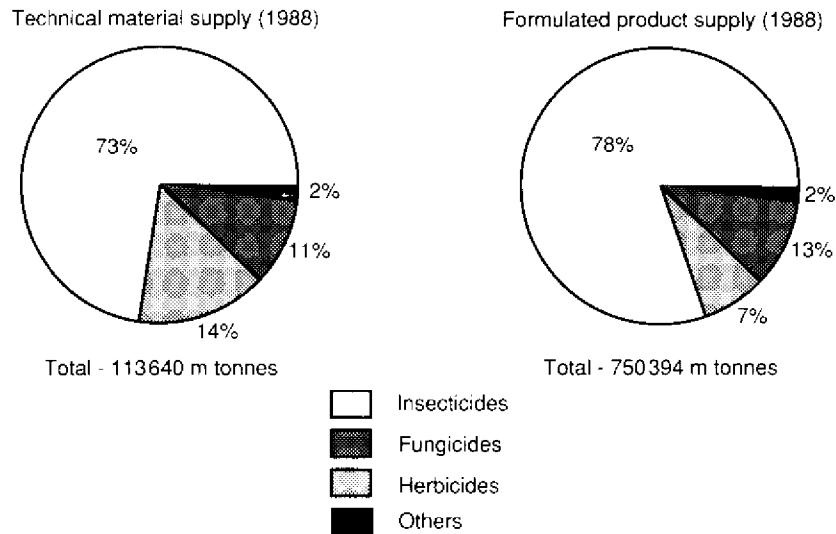 Technical material supply (1988)
73%
2%
11%
14%
Total - 113640 m tonnes
Formulated product supply (1988)
78%
2%
13%
7%
Total - 750394 m tonnes
Insecticides
Fungicides
Herbicides
Others